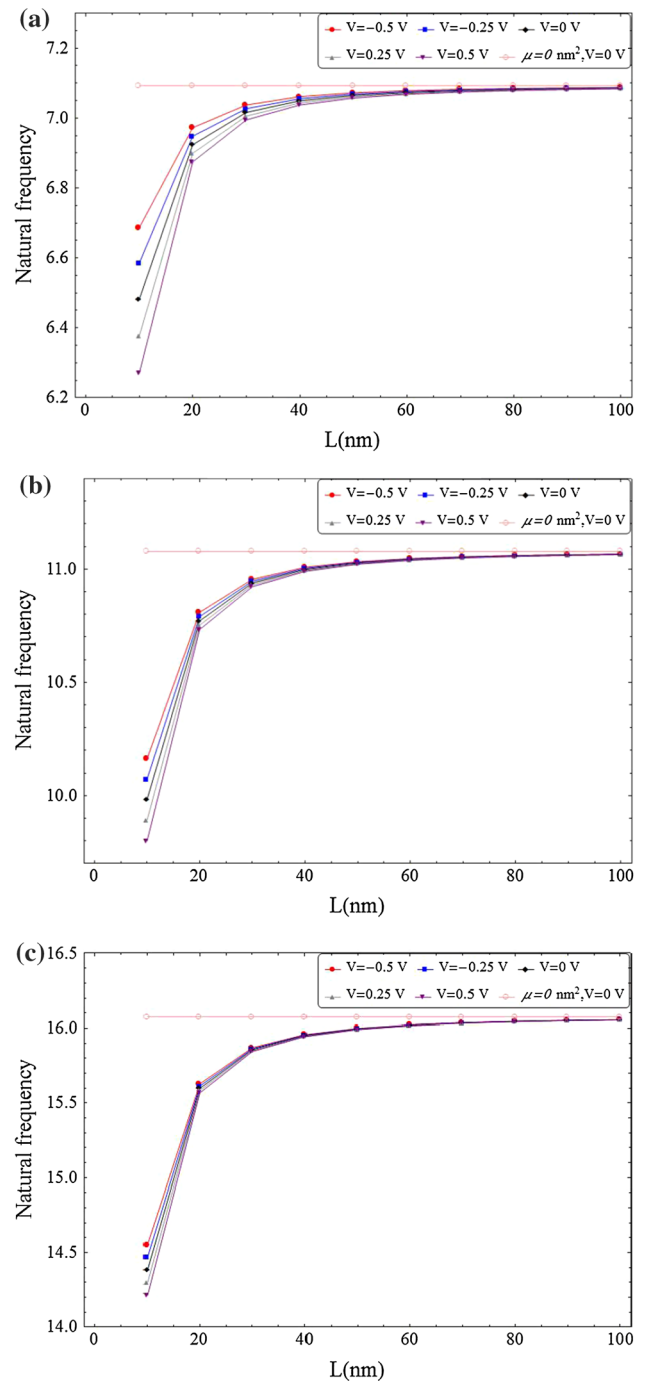 (a)
V=−0.5 V V=−0.25 V V=0 V
V=0.25 V V=0.5 V μ=0 nm²,V=0 V
7.2
7.0
6.8
6.6
6.4
6.2
Natural frequency
0 20 40 60 80 100
L(nm)
(b)
V=−0.5 V V=−0.25 V V=0 V
V=0.25 V V=0.5 V μ=0 nm²,V=0 V
11.0
10.5
10.0
Natural frequency
0 20 40 60 80 100
L(nm)
(c)
V=−0.5 V V=−0.25 V V=0 V
V=0.25 V V=0.5 V μ=0 nm²,V=0 V
16.5
16.0
15.5
15.0
14.5
14.0
Natural frequency
0 20 40 60 80 100
L(nm)